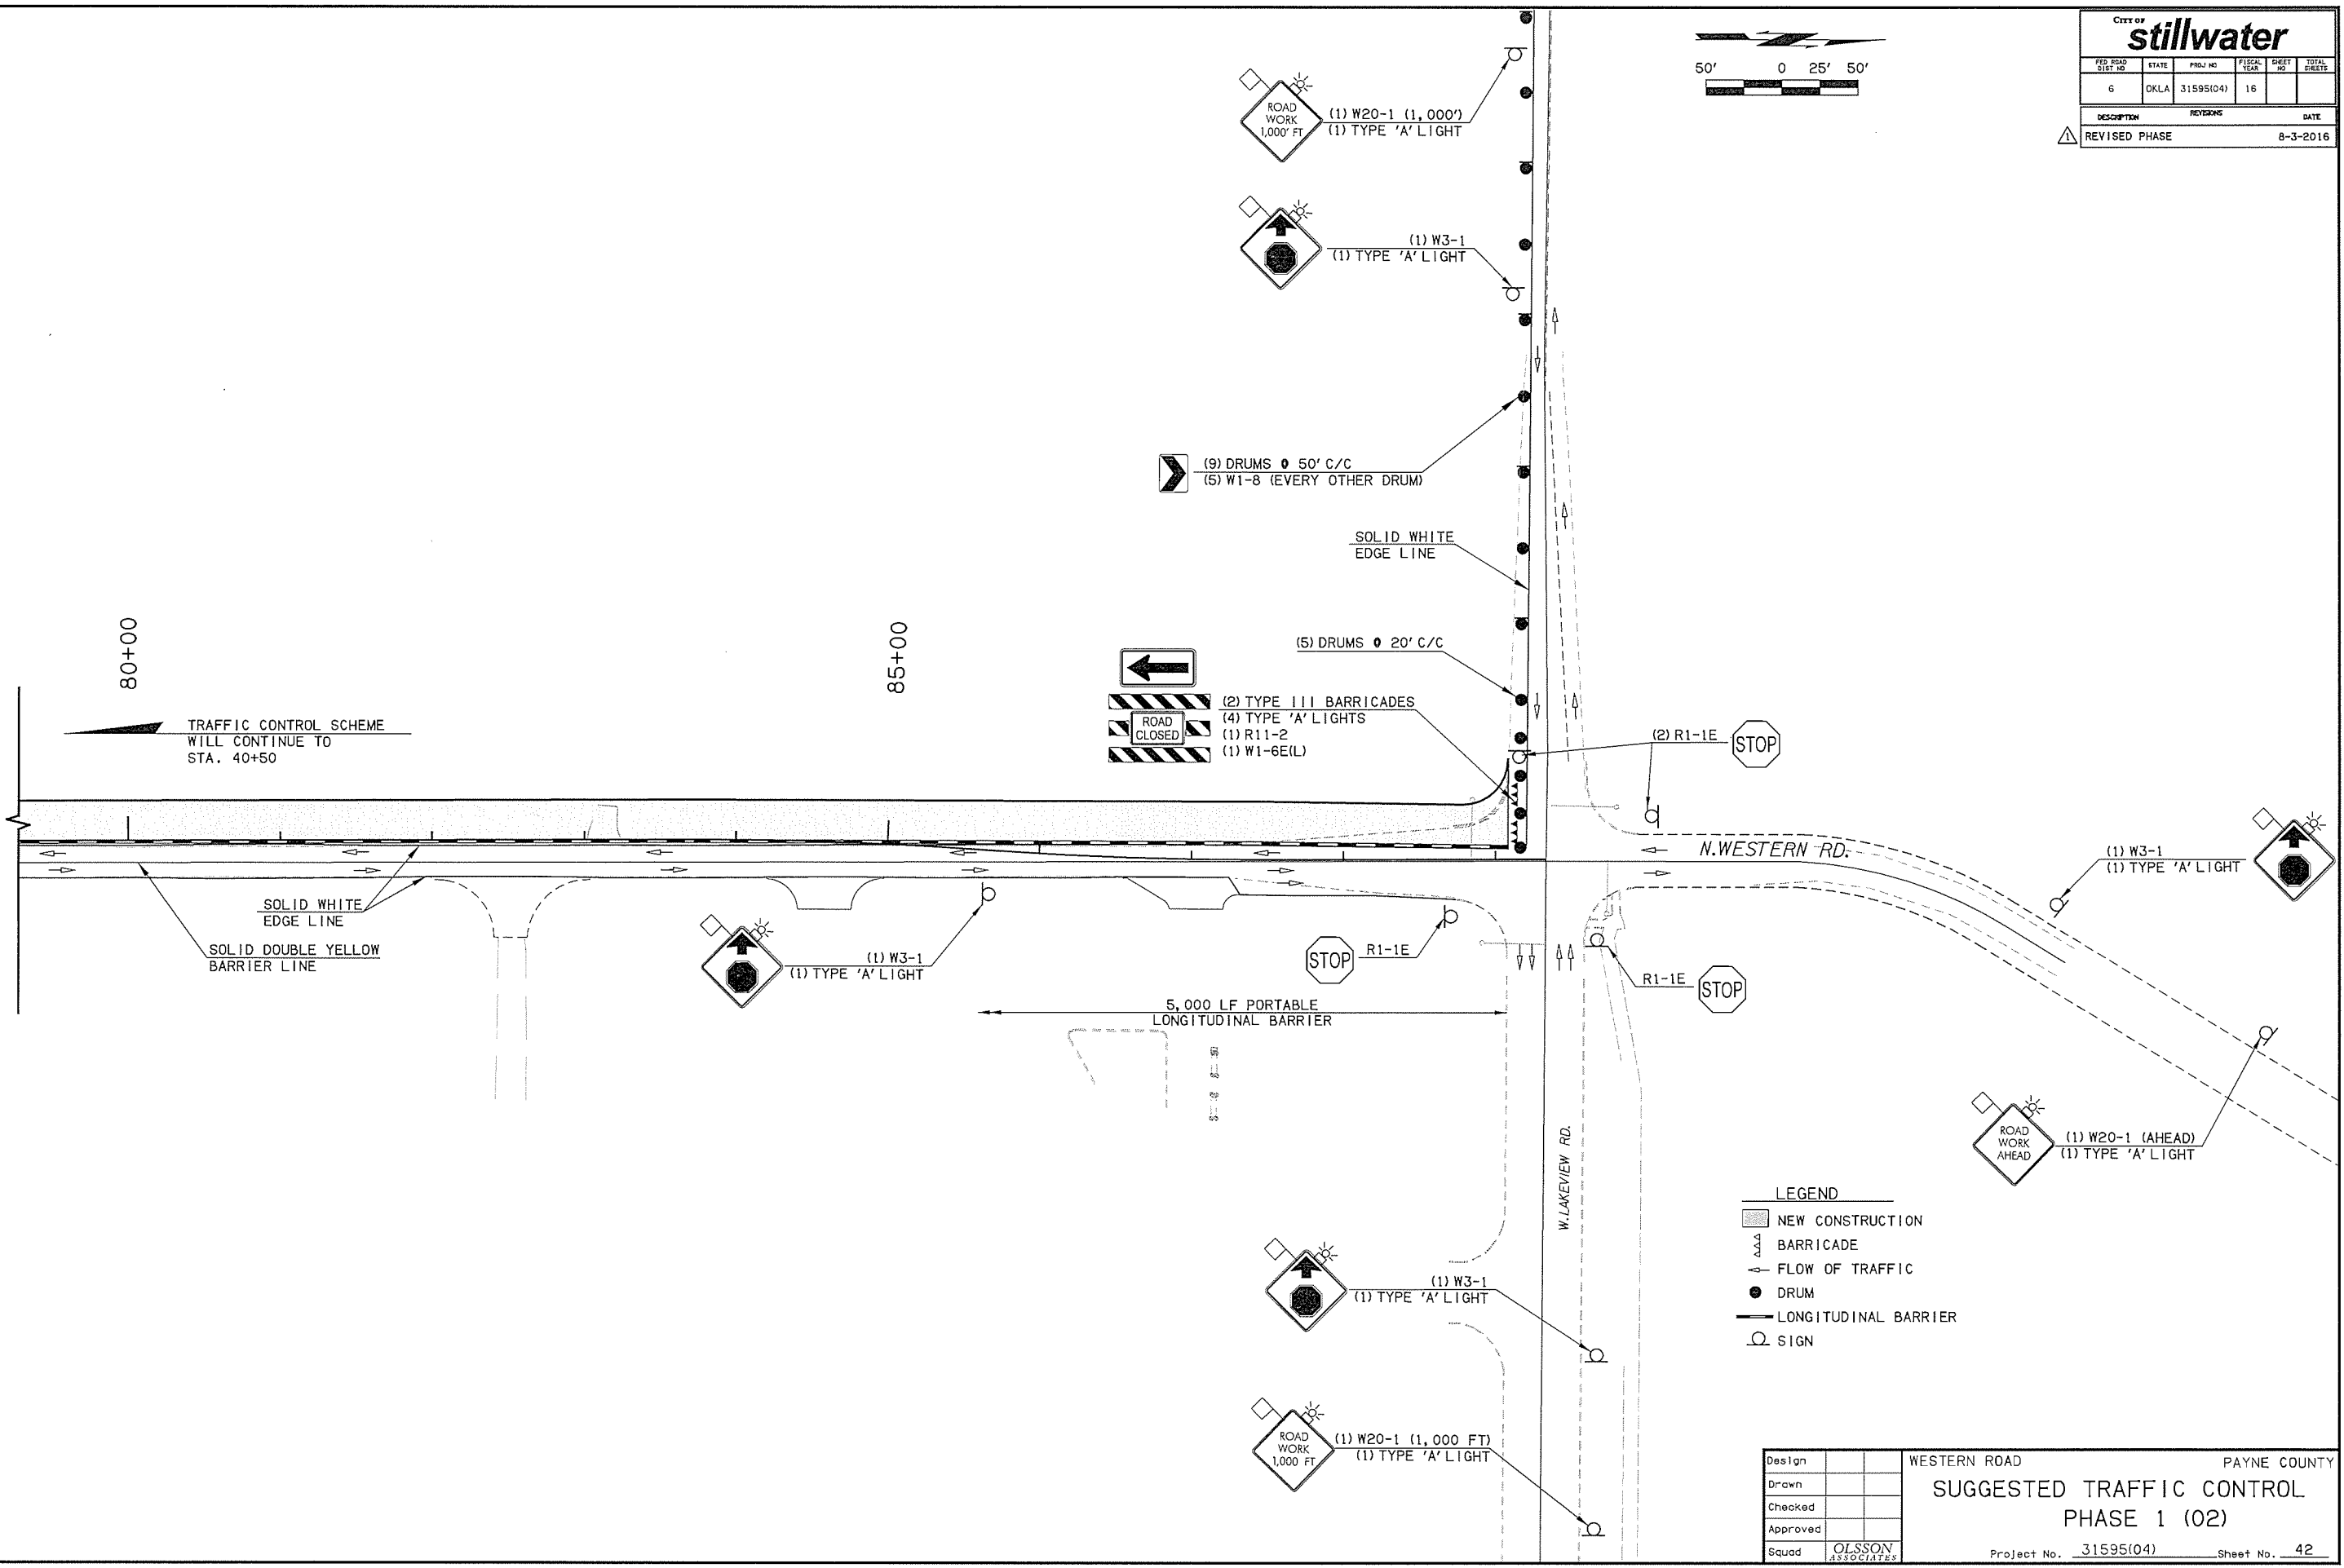 CITY OF
stillwater
FED ROAD DIST NO
STATE
PROJ NO
FISCAL YEAR
SHEET NO
TOTAL SHEETS
6
OKLA
31595(04)
16
DESCRIPTION
REVISIONS
DATE
1
REVISED PHASE
8-3-2016
50'
0
25'
50'
ROAD
WORK
1,000' FT
(1) W20-1 (1,000')
(1) TYPE 'A' LIGHT
(1) W3-1
(1) TYPE 'A' LIGHT
(9) DRUMS @ 50' C/C
(5) W1-8 (EVERY OTHER DRUM)
SOLID WHITE
EDGE LINE
(5) DRUMS @ 20' C/C
80+00
85+00
(2) TYPE III BARRICADES
(4) TYPE 'A' LIGHTS
(1) R11-2
(1) W1-6E(L)
ROAD
CLOSED
TRAFFIC CONTROL SCHEME
WILL CONTINUE TO
STA. 40+50
(2) R1-1E
STOP
N. WESTERN RD.
(1) W3-1
(1) TYPE 'A' LIGHT
SOLID WHITE
EDGE LINE
SOLID DOUBLE YELLOW
BARRIER LINE
(1) W3-1
(1) TYPE 'A' LIGHT
STOP
R1-1E
R1-1E
STOP
5,000 LF PORTABLE
LONGITUDINAL BARRIER
W. LAKEVIEW RD.
ROAD
WORK
AHEAD
(1) W20-1 (AHEAD)
(1) TYPE 'A' LIGHT
LEGEND
NEW CONSTRUCTION
BARRICADE
FLOW OF TRAFFIC
DRUM
LONGITUDINAL BARRIER
SIGN
(1) W3-1
(1) TYPE 'A' LIGHT
ROAD
WORK
1,000 FT
(1) W20-1 (1,000 FT)
(1) TYPE 'A' LIGHT
Design
Drawn
Checked
Approved
Squad
OLSSON
ASSOCIATES
WESTERN ROAD
PAYNE COUNTY
SUGGESTED TRAFFIC CONTROL
PHASE 1 (02)
Project No. 31595(04)
Sheet No. 42